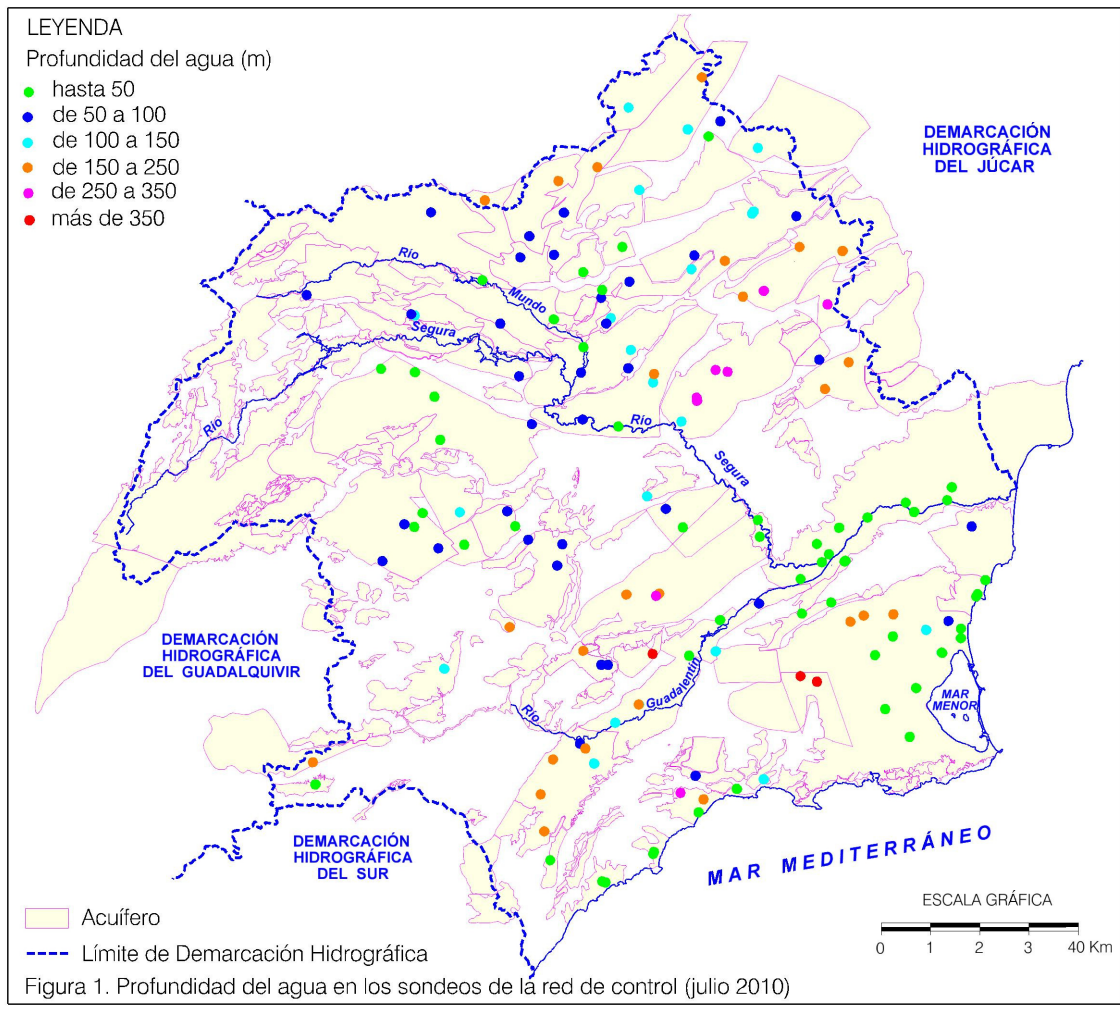 LEYENDA
Profundidad del agua (m)
hasta 50
de 50 a 100
de 100 a 150
de 150 a 250
de 250 a 350
más de 350
DEMARCACIÓN
HIDROGRÁFICA
DEL JÚCAR
Río
Mundo
Segura
Río
Río
Segura
DEMARCACIÓN
HIDROGRÁFICA
DEL GUADALQUIVIR
Guadalentín
Río
MAR
MENOR
DEMARCACIÓN
HIDROGRÁFICA
DEL SUR
MAR MEDITERRÁNEO
Acuífero
Límite de Demarcación Hidrográfica
ESCALA GRÁFICA
0 1 2 3 40 Km
Figura 1. Profundidad del agua en los sondeos de la red de control (julio 2010)